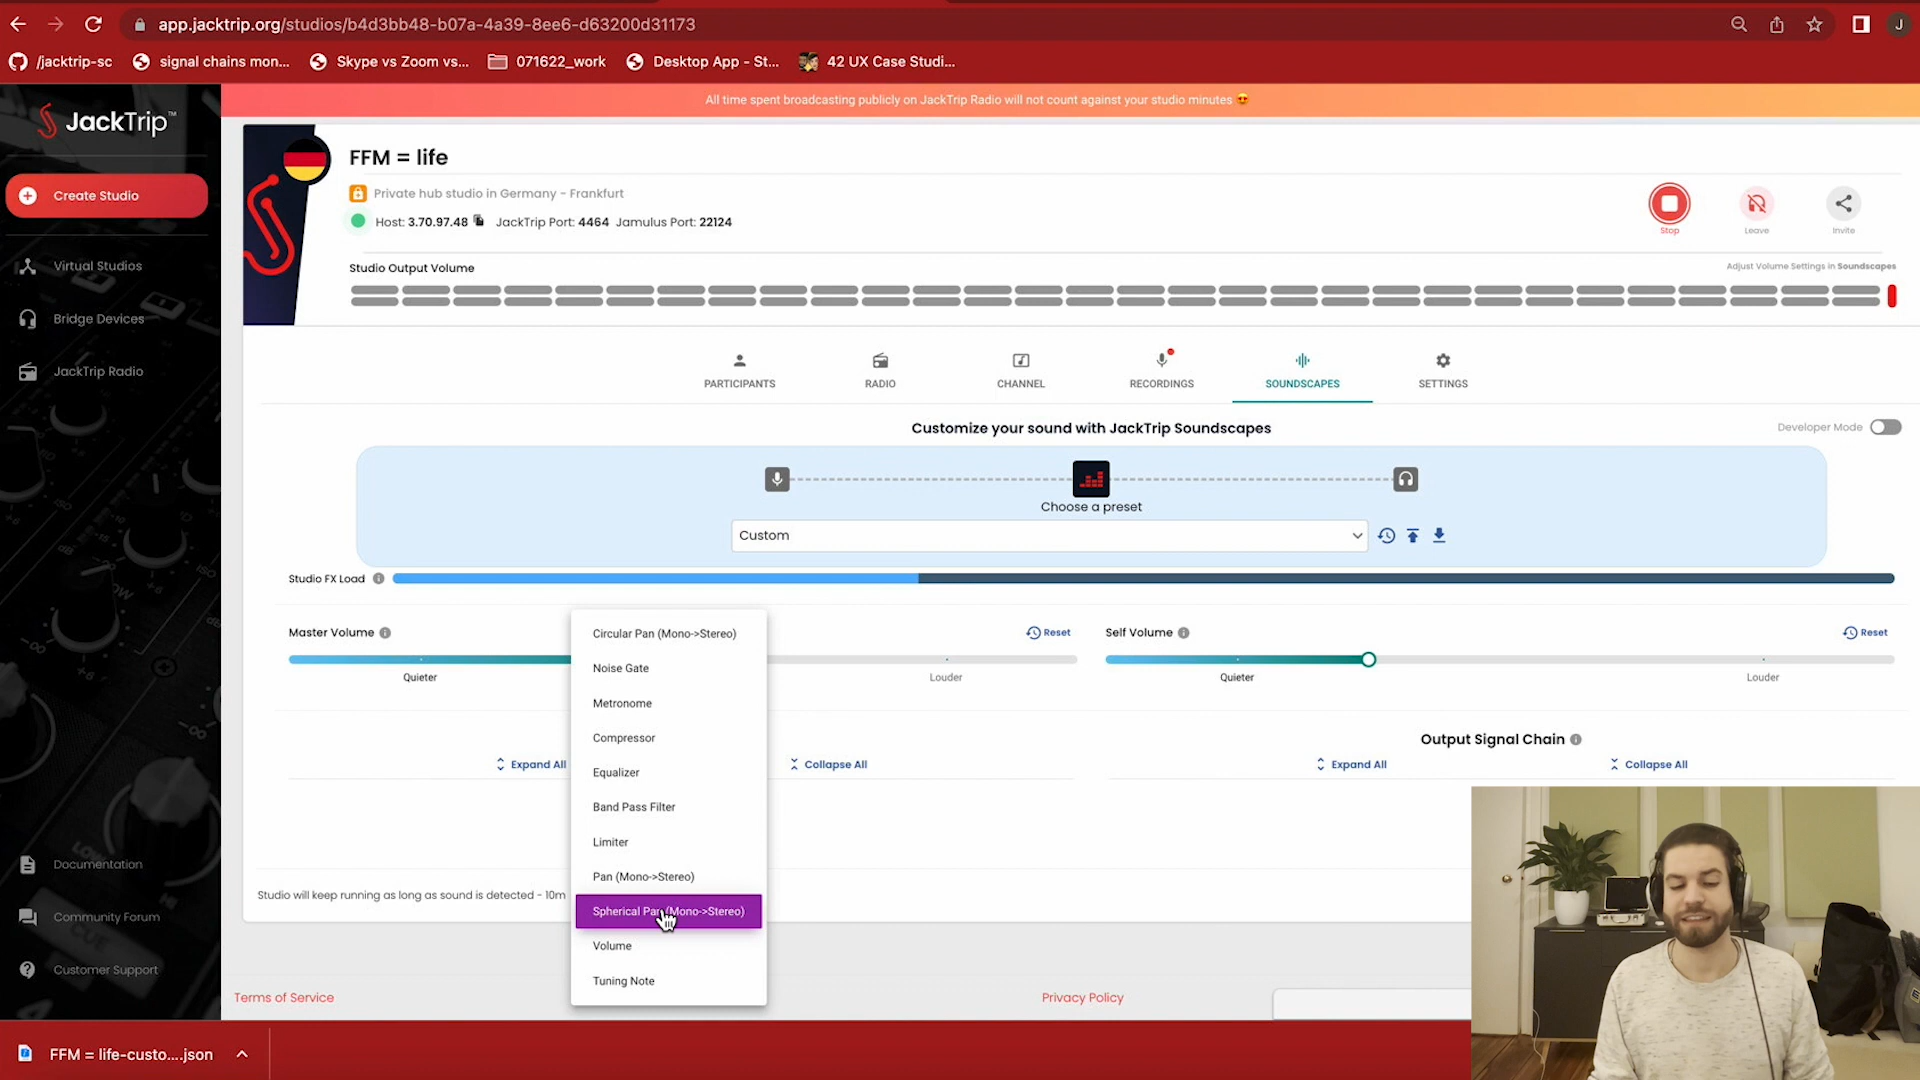 app.jacktrip.org/studios/b4d3bb48-b07a-4a39-8ee6-d63200d31173
J
/jacktrip-sc
signal chains mon...
Skype vs Zoom vs...
071622_work
Desktop App - St...
42 UX Case Studi...
All time spent broadcasting publicly on JackTrip Radio will not count against your studio minutes 😍
JackTrip™
Create Studio
Virtual Studios
Bridge Devices
JackTrip Radio
Documentation
Community Forum
Customer Support
FFM = life
Private hub studio in Germany - Frankfurt
Host: 3.70.97.48 JackTrip Port: 4464 Jamulus Port: 22124
Stop
Leave
Invite
Studio Output Volume
Adjust Volume Settings in Soundscapes
PARTICIPANTS
RADIO
CHANNEL
RECORDINGS
SOUNDSCAPES
SETTINGS
Customize your sound with JackTrip Soundscapes
Developer Mode
Choose a preset
Custom
Studio FX Load
Master Volume
Reset
Quieter
Louder
Self Volume
Reset
Quieter
Louder
Expand All
Collapse All
Output Signal Chain
Expand All
Collapse All
Circular Pan (Mono->Stereo)
Noise Gate
Metronome
Compressor
Equalizer
Band Pass Filter
Limiter
Pan (Mono->Stereo)
Spherical Pan (Mono->Stereo)
Volume
Tuning Note
Studio will keep running as long as sound is detected - 10m
Terms of Service
Privacy Policy
FFM = life-custo....json